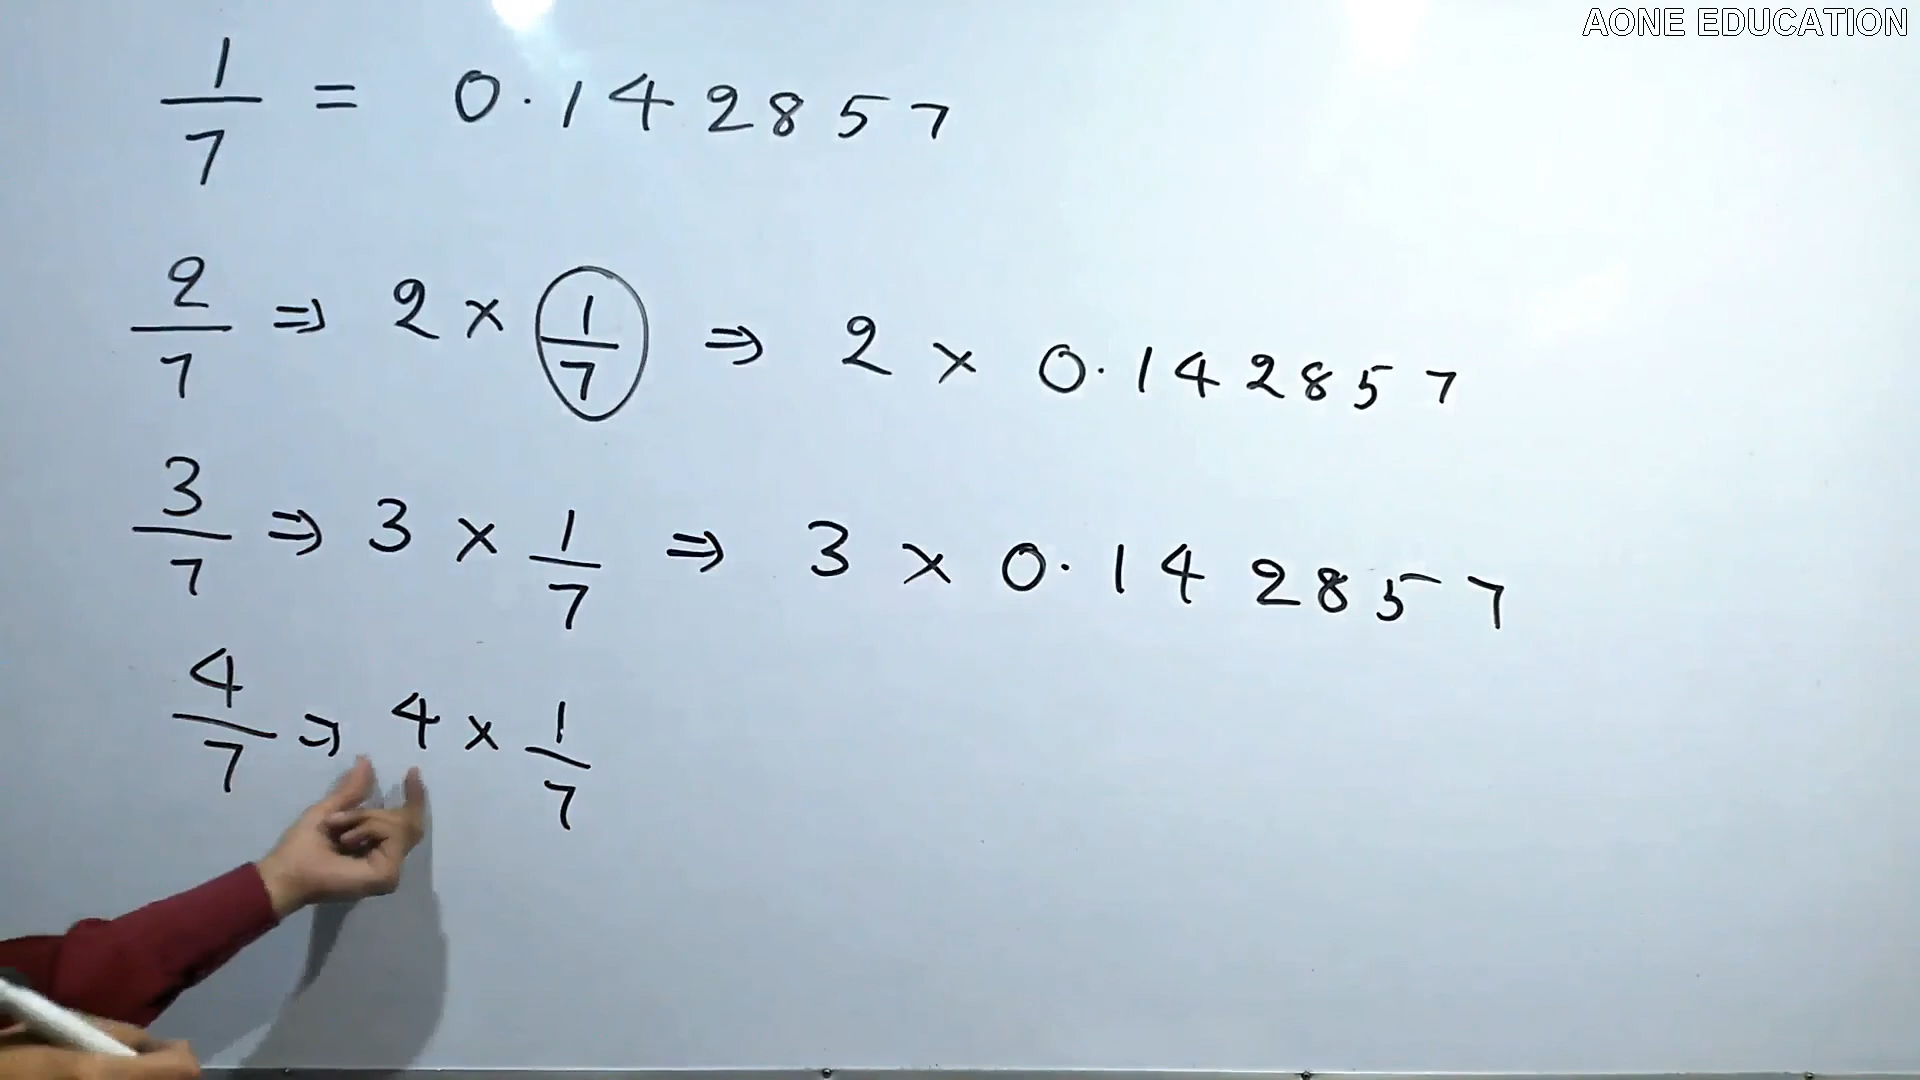 AONE EDUCATION
1/7 = 0.142857
2/7 ⇒ 2 × 1/7 ⇒ 2 × 0.142857
3/7 ⇒ 3 × 1/7 ⇒ 3 × 0.142857
4/7 ⇒ 4 × 1/7